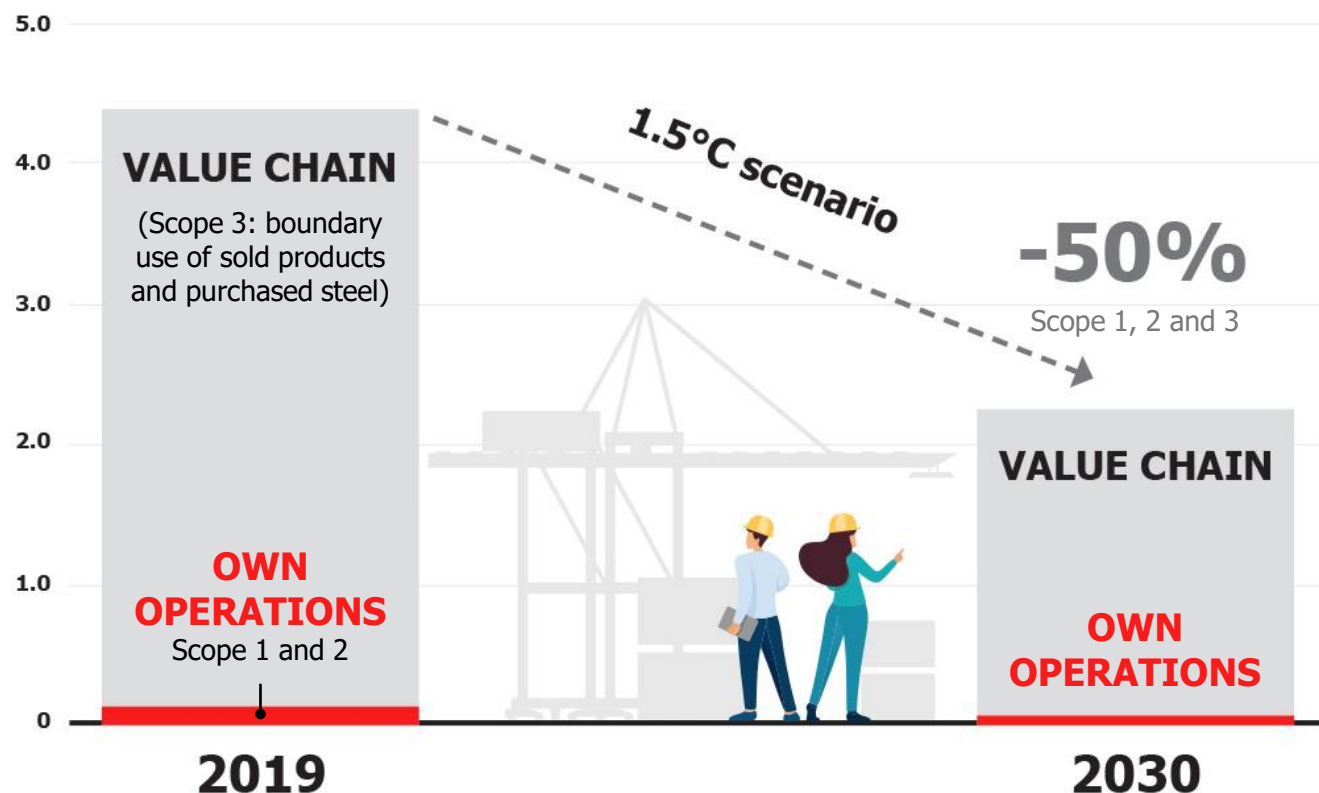 5.0
4.0
3.0
2.0
1.0
0
VALUE CHAIN
(Scope 3: boundary
use of sold products
and purchased steel)
OWN
OPERATIONS
Scope 1 and 2
1.5°C scenario
-50%
Scope 1, 2 and 3
VALUE CHAIN
OWN
OPERATIONS
2019
2030